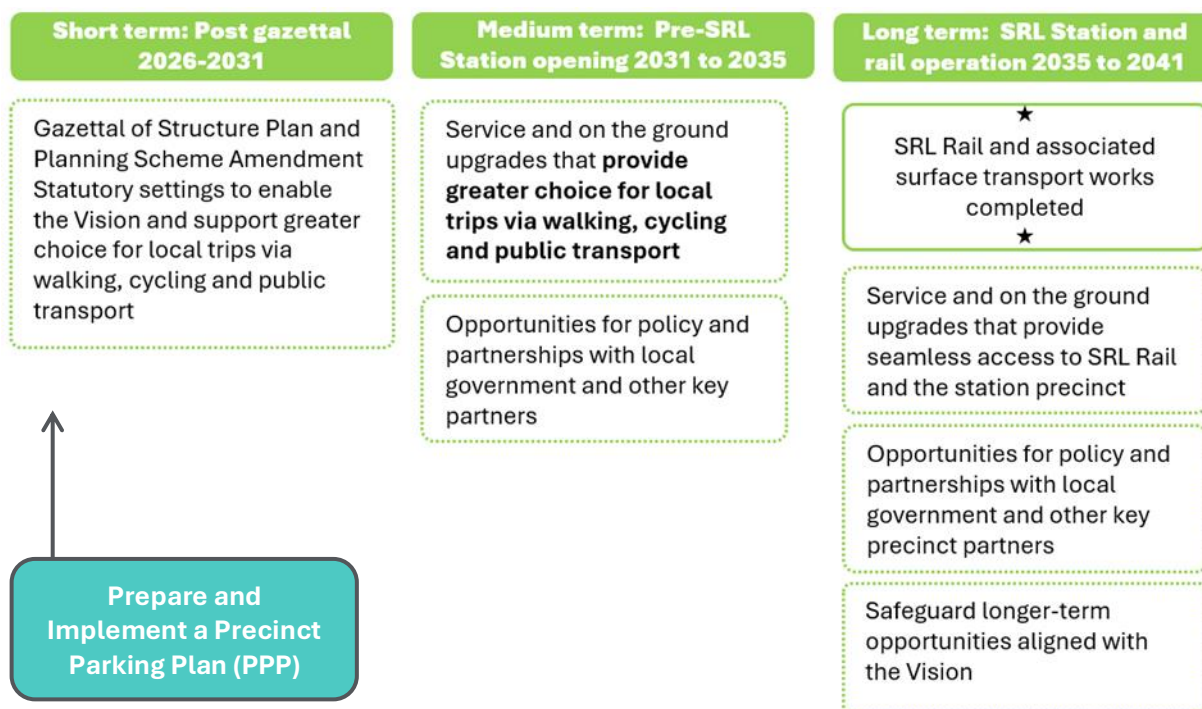 Short term: Post gazettal
2026-2031
Gazettal of Structure Plan and
Planning Scheme Amendment
Statutory settings to enable
the Vision and support greater
choice for local trips via
walking, cycling and public
transport
Prepare and
Implement a Precinct
Parking Plan (PPP)
Medium term: Pre-SRL
Station opening 2031 to 2035
Service and on the ground
upgrades that provide
greater choice for local
trips via walking, cycling
and public transport
Opportunities for policy and
partnerships with local
government and other key
partners
Long term: SRL Station and
rail operation 2035 to 2041
★
SRL Rail and associated
surface transport works
completed
★
Service and on the ground
upgrades that provide
seamless access to SRL Rail
and the station precinct
Opportunities for policy and
partnerships with local
government and other key
precinct partners
Safeguard longer-term
opportunities aligned with
the Vision